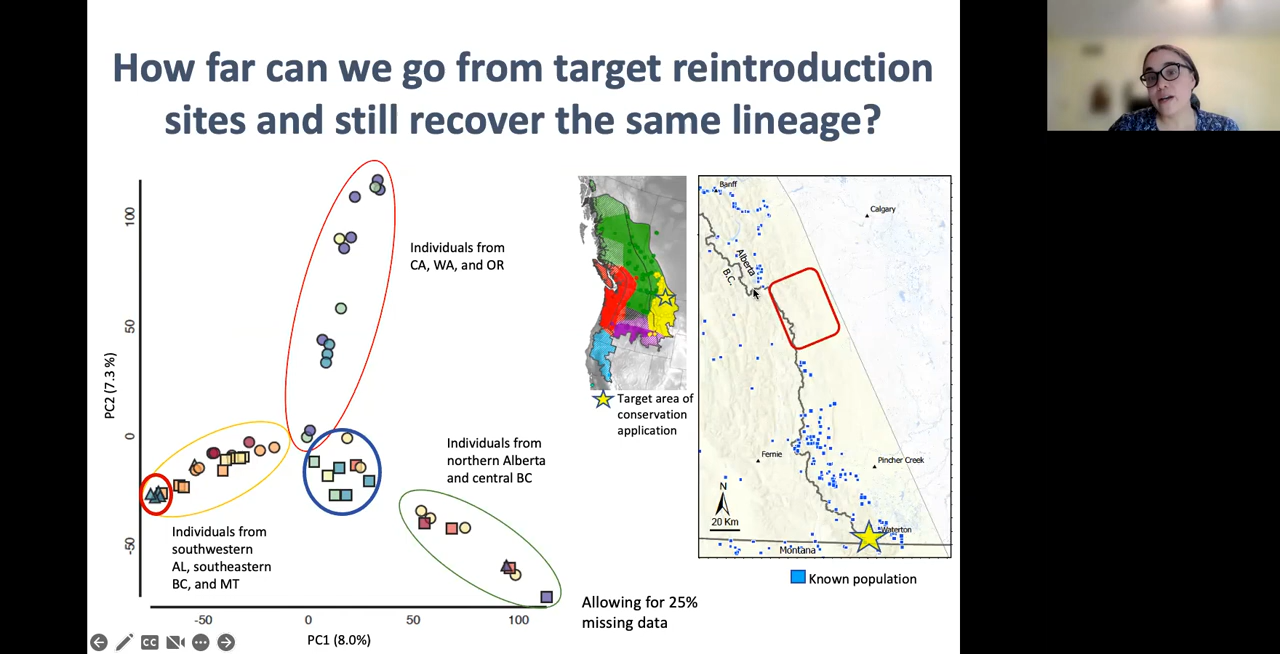 How far can we go from target reintroduction
sites and still recover the same lineage?
100
50
0
-50
PC2 (7.3 %)
-50
0
50
100
PC1 (8.0%)
Individuals from
CA, WA, and OR
Individuals from
northern Alberta
and central BC
Individuals from
southwestern
AL, southeastern
BC, and MT
Target area of
conservation
application
Allowing for 25%
missing data
Banff
Calgary
Alberta
B.C.
Fernie
Pincher Creek
N
20 Km
Waterton
Montana
Known population
CC